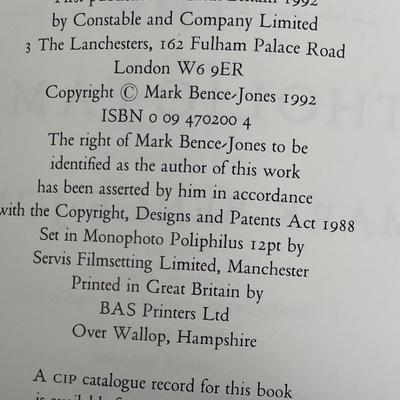 by Constable and Company Limited
3 The Lanchesters, 162 Fulham Palace Road
London W6 9ER
Copyright © Mark Bence-Jones 1992
ISBN 0 09 470200 4
The right of Mark Bence-Jones to be
identified as the author of this work
has been asserted by him in accordance
with the Copyright, Designs and Patents Act 1988
Set in Monophoto Poliphilus 12pt by
Servis Filmsetting Limited, Manchester
Printed in Great Britain by
BAS Printers Ltd
Over Wallop, Hampshire
A CIP catalogue record for this book